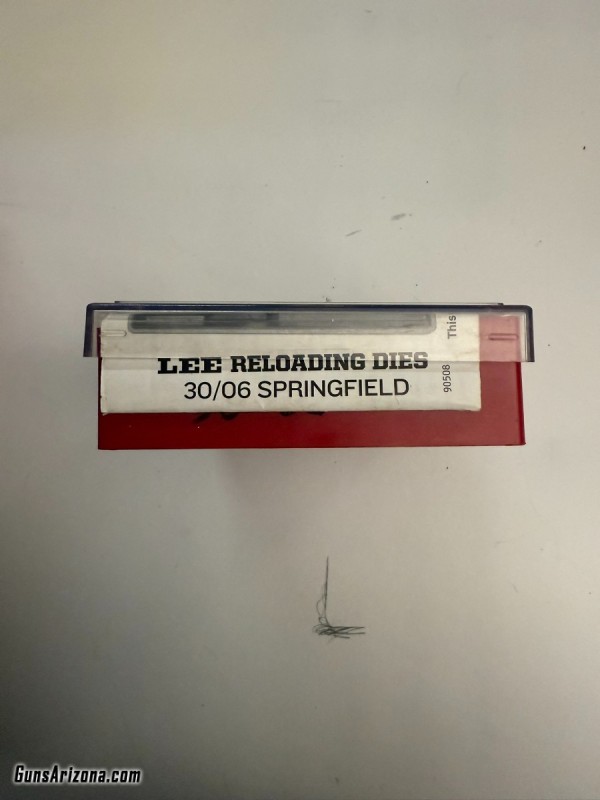 LEE RELOADING DIES
30/06 SPRINGFIELD
90508
This
GunsArizona.com